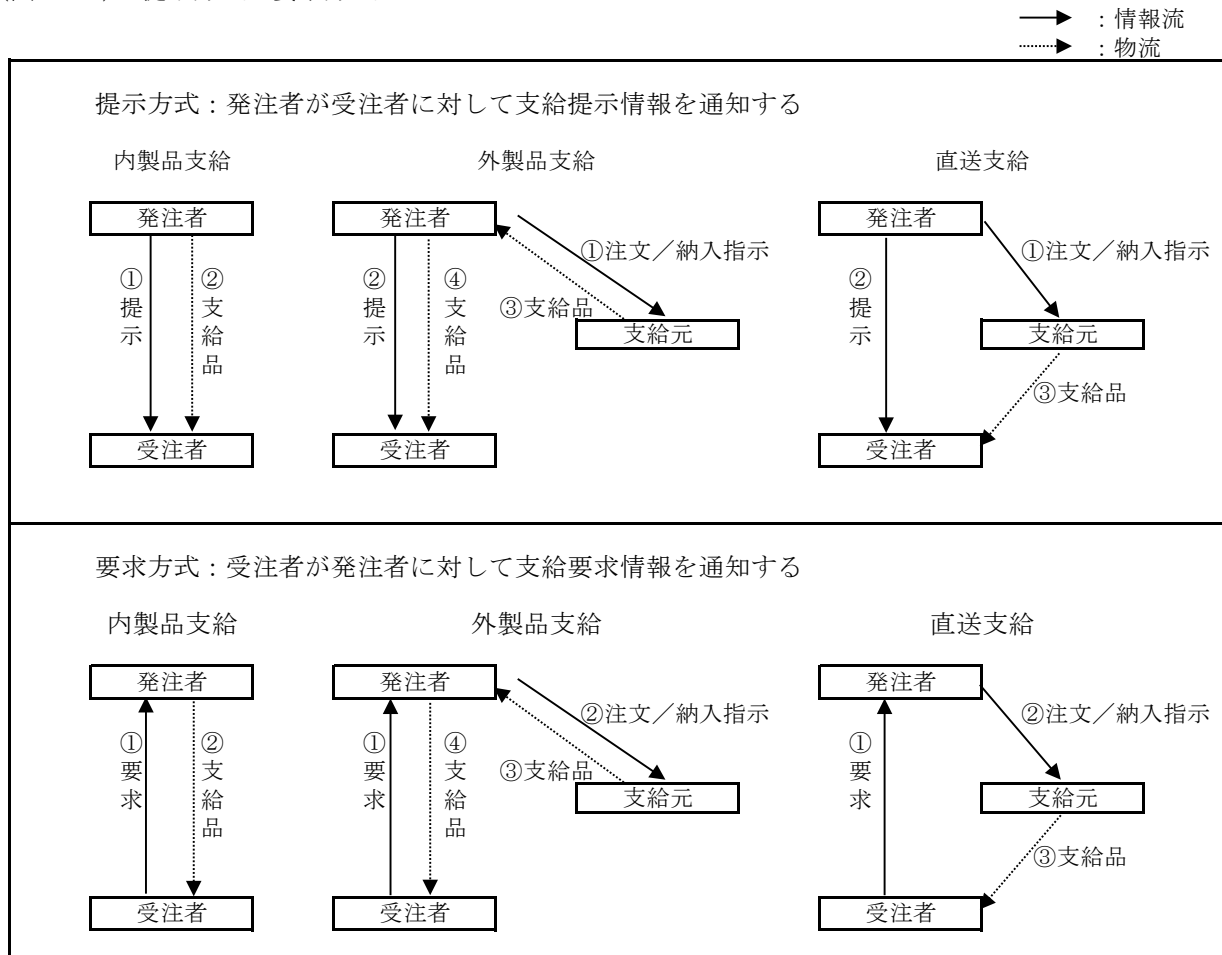 ：情報流
：物流
提示方式：発注者が受注者に対して支給提示情報を通知する
内製品支給
外製品支給
直送支給
発注者
①提示
②支給品
受注者
発注者
①注文／納入指示
②提示
④支給品
③支給品
支給元
受注者
発注者
①注文／納入指示
②提示
支給元
③支給品
受注者
要求方式：受注者が発注者に対して支給要求情報を通知する
内製品支給
外製品支給
直送支給
発注者
①要求
②支給品
受注者
発注者
②注文／納入指示
①要求
④支給品
③支給品
支給元
受注者
発注者
②注文／納入指示
①要求
支給元
③支給品
受注者